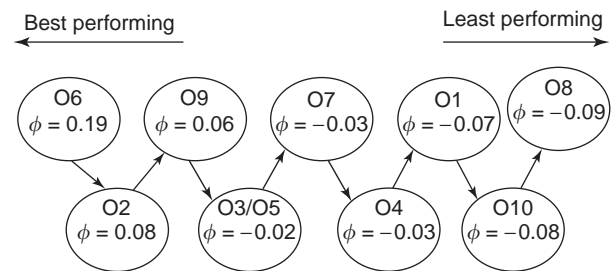 Best performing
Least performing
O6
ϕ = 0.19
O9
ϕ = 0.06
O7
ϕ = −0.03
O1
ϕ = −0.07
O8
ϕ = −0.09
O2
ϕ = 0.08
O3/O5
ϕ = −0.02
O4
ϕ = −0.03
O10
ϕ = −0.08